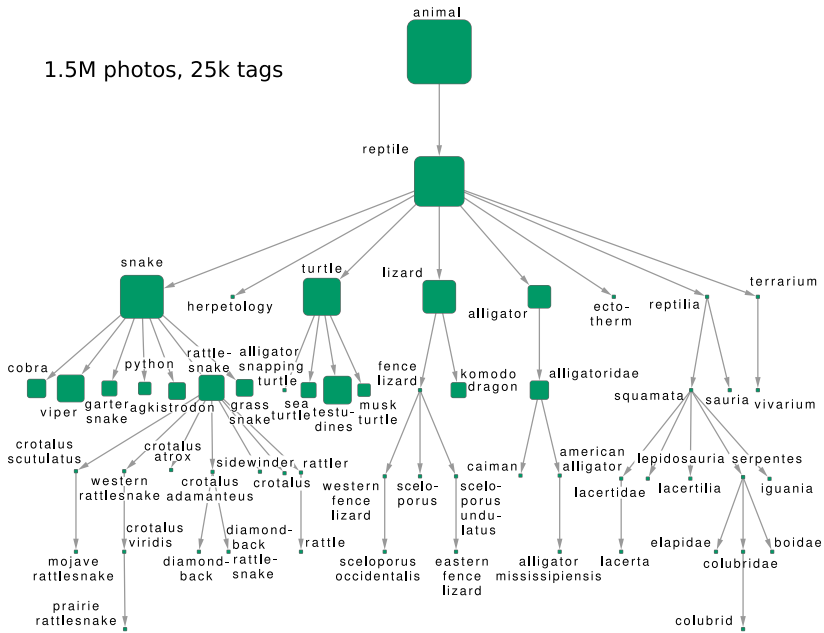 animal
1.5M photos, 25k tags
reptile
snake
herpetology
turtle
lizard
alligator
ecto-
therm
reptilia
terrarium
cobra
viper
garter
snake
python
agkistrodon
rattle-
snake
grass
snake
alligator
snapping
turtle
sea
turtle
testu-
dines
musk
turtle
fence
lizard
komodo
dragon
alligatoridae
squamata
sauria
vivarium
crotalus
scutulatus
western
rattlesnake
crotalus
atrox
crotalus
adamanteus
sidewinder
crotalus
rattler
western
fence
lizard
scelo-
porus
scelo-
porus
undu-
latus
caiman
american
alligator
lacertidae
lepidosauria
lacertilia
serpentes
iguania
mojave
rattlesnake
crotalus
viridis
diamond-
back
diamond-
back
rattle-
snake
rattle
sceloporus
occidentalis
eastern
fence
lizard
alligator
mississipiensis
lacerta
elapidae
colubridae
boidae
prairie
rattlesnake
colubrid